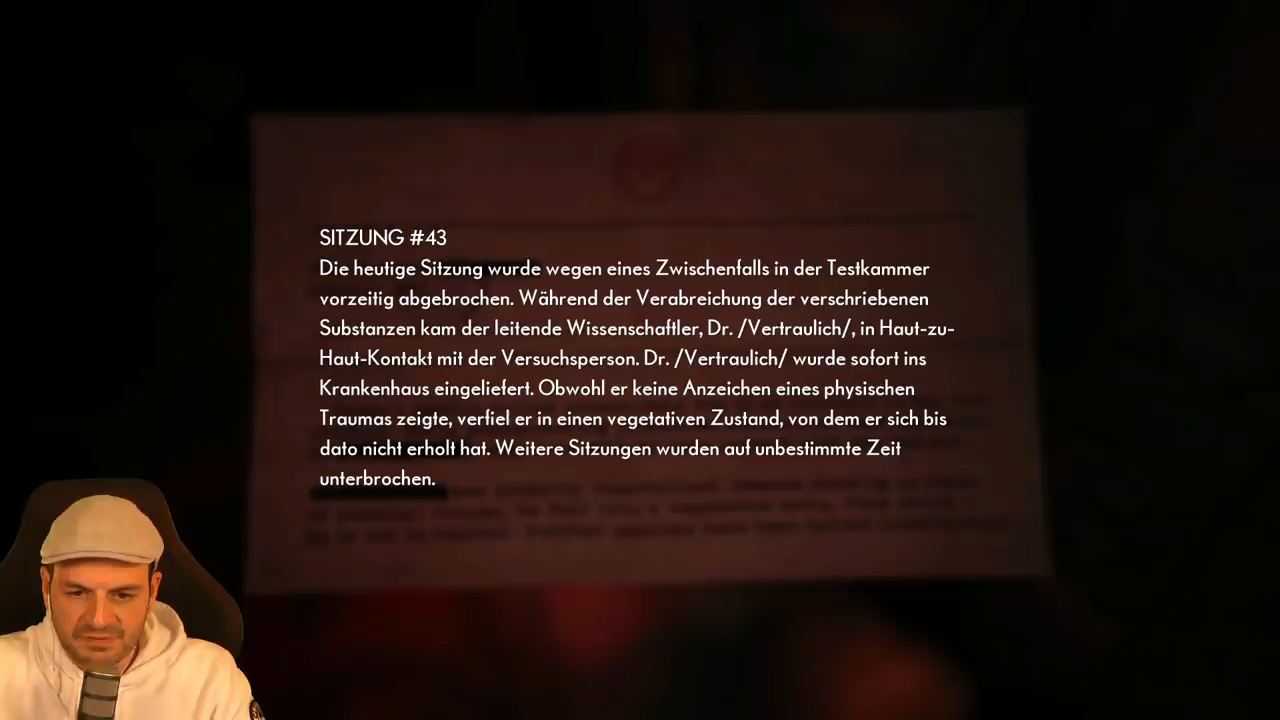 SITZUNG #43
Die heutige Sitzung wurde wegen eines Zwischenfalls in der Testkammer
vorzeitig abgebrochen. Während der Verabreichung der verschriebenen
Substanzen kam der leitende Wissenschaftler, Dr. /Vertraulich/, in Haut-zu-
Haut-Kontakt mit der Versuchsperson. Dr. /Vertraulich/ wurde sofort ins
Krankenhaus eingeliefert. Obwohl er keine Anzeichen eines physischen
Traumas zeigte, verfiel er in einen vegetativen Zustand, von dem er sich bis
dato nicht erholt hat. Weitere Sitzungen wurden auf unbestimmte Zeit
unterbrochen.